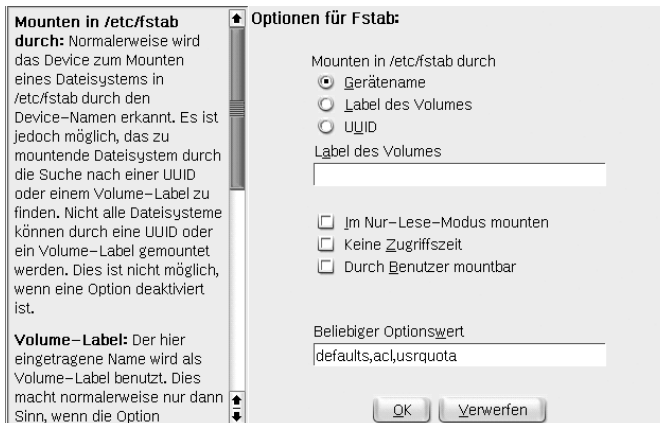 Mounten in /etc/fstab
durch: Normalerweise wird
das Device zum Mounten
eines Dateisystems in
/etc/fstab durch den
Device-Namen erkannt. Es ist
jedoch möglich, das zu
mountende Dateisystem durch
die Suche nach einer UUID
oder einem Volume-Label zu
finden. Nicht alle Dateisysteme
können durch eine UUID oder
ein Volume-Label gemountet
werden. Dies ist nicht möglich,
wenn eine Option deaktiviert
ist.
Volume-Label: Der hier
eingetragene Name wird als
Volume-Label benutzt. Dies
macht normalerweise nur dann
Sinn, wenn die Option
Optionen für Fstab:
Mounten in /etc/fstab durch
Gerätename
Label des Volumes
UUID
Label des Volumes
Im Nur-Lese-Modus mounten
Keine Zugriffszeit
Durch Benutzer mountbar
Beliebiger Optionswert
defaults,acl,usrquota
OK
Verwerfen